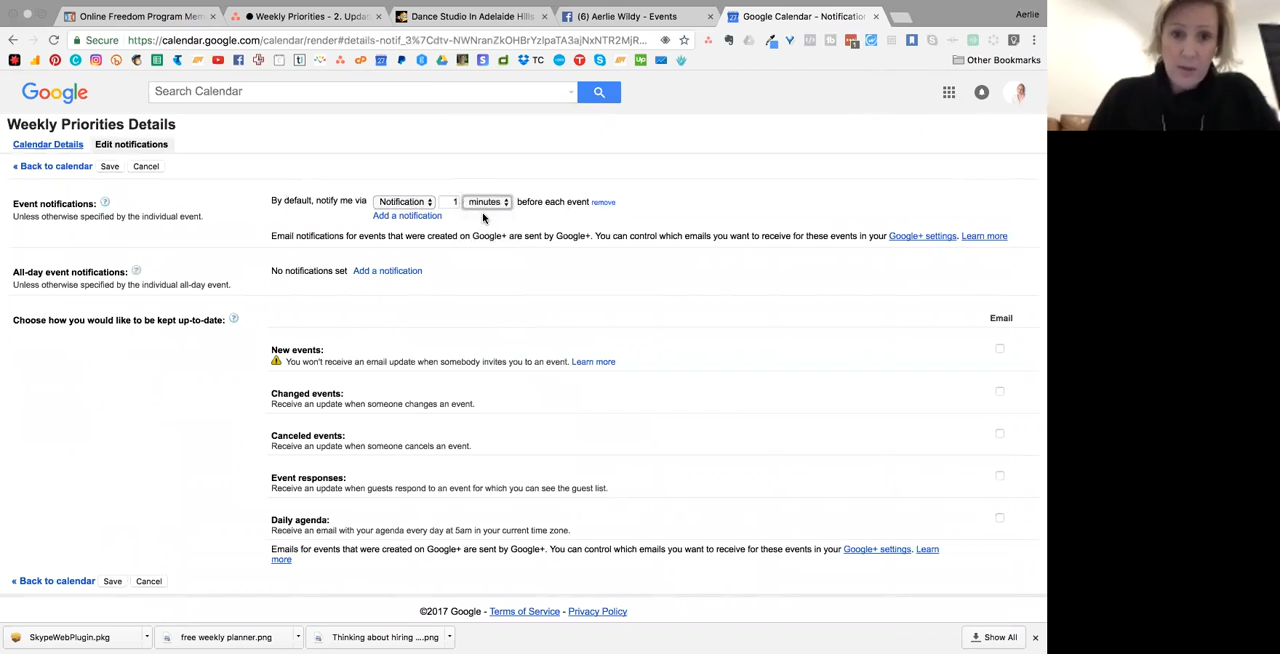 Online Freedom Program Mem
Weekly Priorities - 2. Updat
Dance Studio In Adelaide Hills
(4) Aerlie Wildy - Events
Google Calendar - Notificatio
Aerlie
Secure
https://calendar.google.com/calendar/render#details-notif_3%7Cdtv-NWNranZkOHBrYzlpaTA3ajNxNTR2MjR...
TC
Up
Other Bookmarks
Google
Search Calendar
Weekly Priorities Details
Calendar Details Edit notifications
« Back to calendar Save Cancel
Event notifications:
Unless otherwise specified by the individual event.
By default, notify me via Notification 1 minutes before each event remove
Add a notification
Email notifications for events that were created on Google+ are sent by Google+. You can control which emails you want to receive for these events in your Google+ settings. Learn more
All-day event notifications:
Unless otherwise specified by the individual all-day event.
No notifications set Add a notification
Choose how you would like to be kept up-to-date:
Email
New events:
You won't receive an email update when somebody invites you to an event. Learn more
Changed events:
Receive an update when someone changes an event.
Canceled events:
Receive an update when someone cancels an event.
Event responses:
Receive an update when guests respond to an event for which you can see the guest list.
Daily agenda:
Receive an email with your agenda every day at 5am in your current time zone.
Emails for events that were created on Google+ are sent by Google+. You can control which emails you want to receive for these events in your Google+ settings. Learn
more
« Back to calendar Save Cancel
©2017 Google - Terms of Service - Privacy Policy
SkypeWebPlugin.pkg
free weekly planner.png
Thinking about hiring ....png
Show All